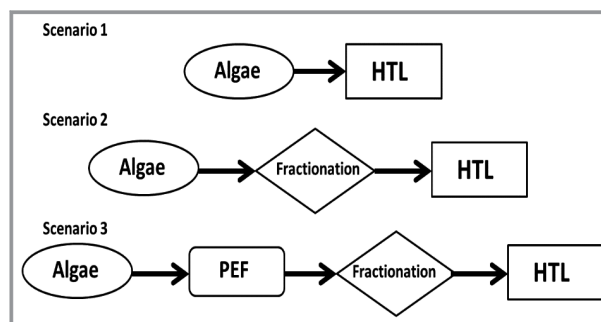 Scenario 1
Algae
HTL
Scenario 2
Algae
Fractionation
HTL
Scenario 3
Algae
PEF
Fractionation
HTL